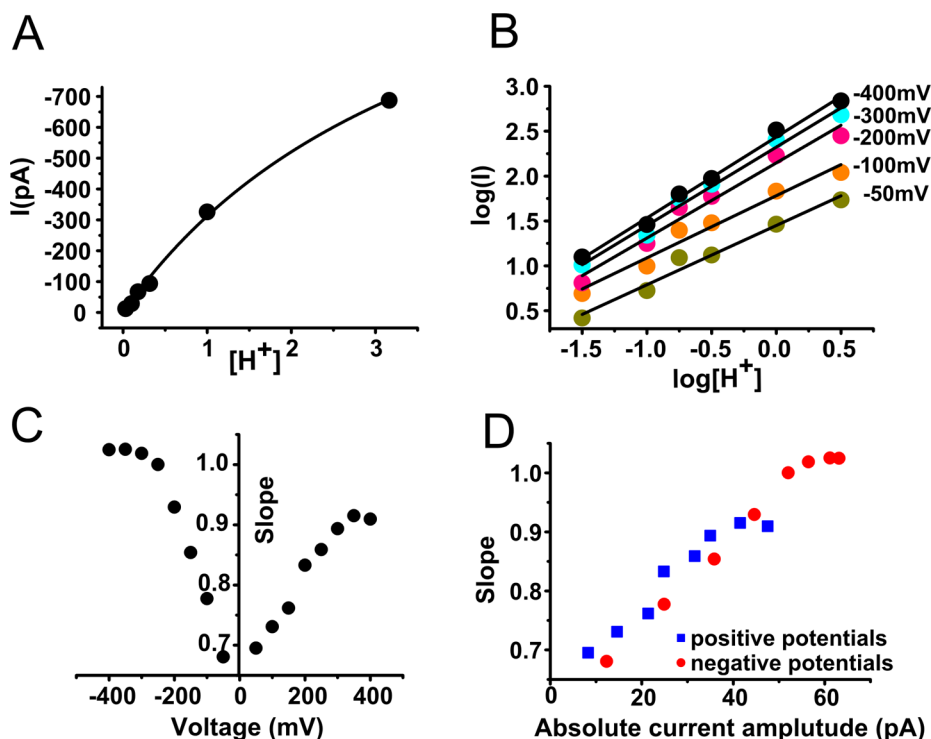 A
-700
-600
-500
-400
-300
-200
-100
0
I(pA)
0 1 2 3
[H+]
B
3.0
2.5
2.0
1.5
1.0
0.5
log(I)
-400mV
-300mV
-200mV
-100mV
-50mV
-1.5 -1.0 -0.5 0.0 0.5
log[H+]
C
1.0
0.9
0.8
0.7
Slope
-400 -200 0 200 400
Voltage (mV)
D
1.0
0.9
0.8
0.7
Slope
positive potentials
negative potentials
0 20 40 60
Absolute current amplutude (pA)